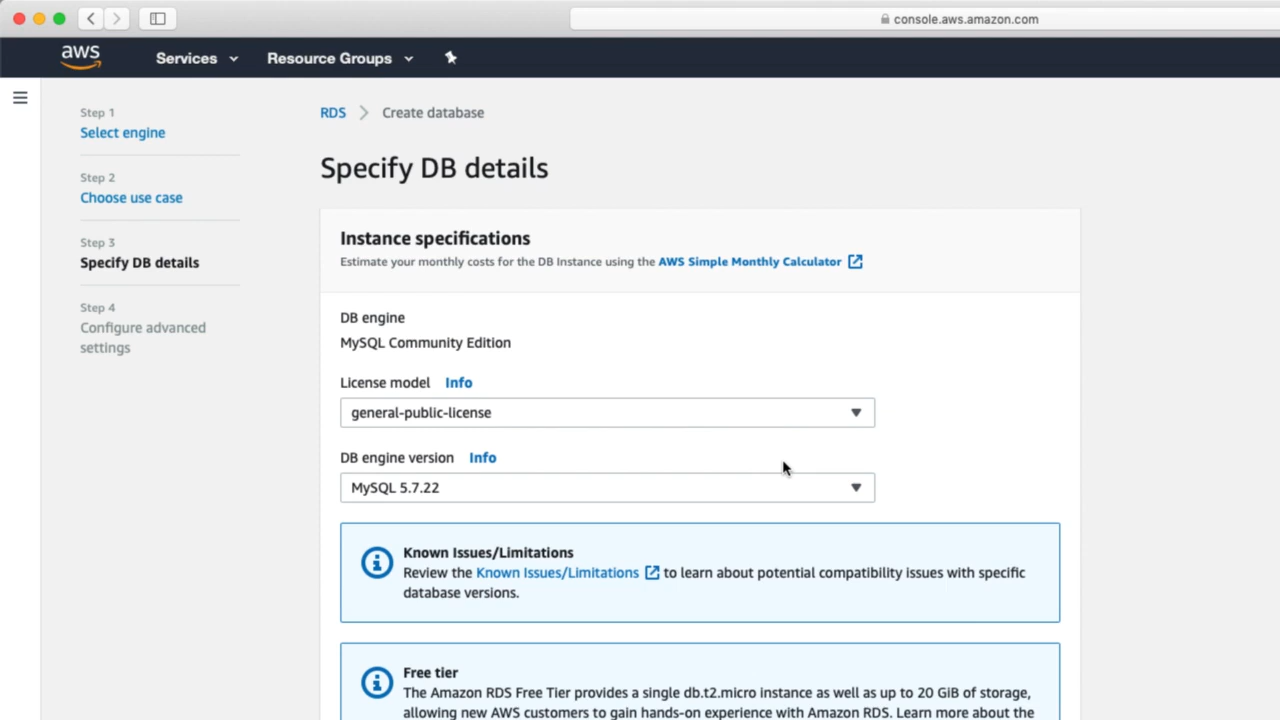 console.aws.amazon.com
aws
Services
Resource Groups
Step 1
Select engine
Step 2
Choose use case
Step 3
Specify DB details
Step 4
Configure advanced
settings
RDS
Create database
Specify DB details
Instance specifications
Estimate your monthly costs for the DB Instance using the AWS Simple Monthly Calculator
DB engine
MySQL Community Edition
License model Info
general-public-license
DB engine version Info
MySQL 5.7.22
Known Issues/Limitations
Review the Known Issues/Limitations to learn about potential compatibility issues with specific
database versions.
Free tier
The Amazon RDS Free Tier provides a single db.t2.micro instance as well as up to 20 GiB of storage,
allowing new AWS customers to gain hands-on experience with Amazon RDS. Learn more about the